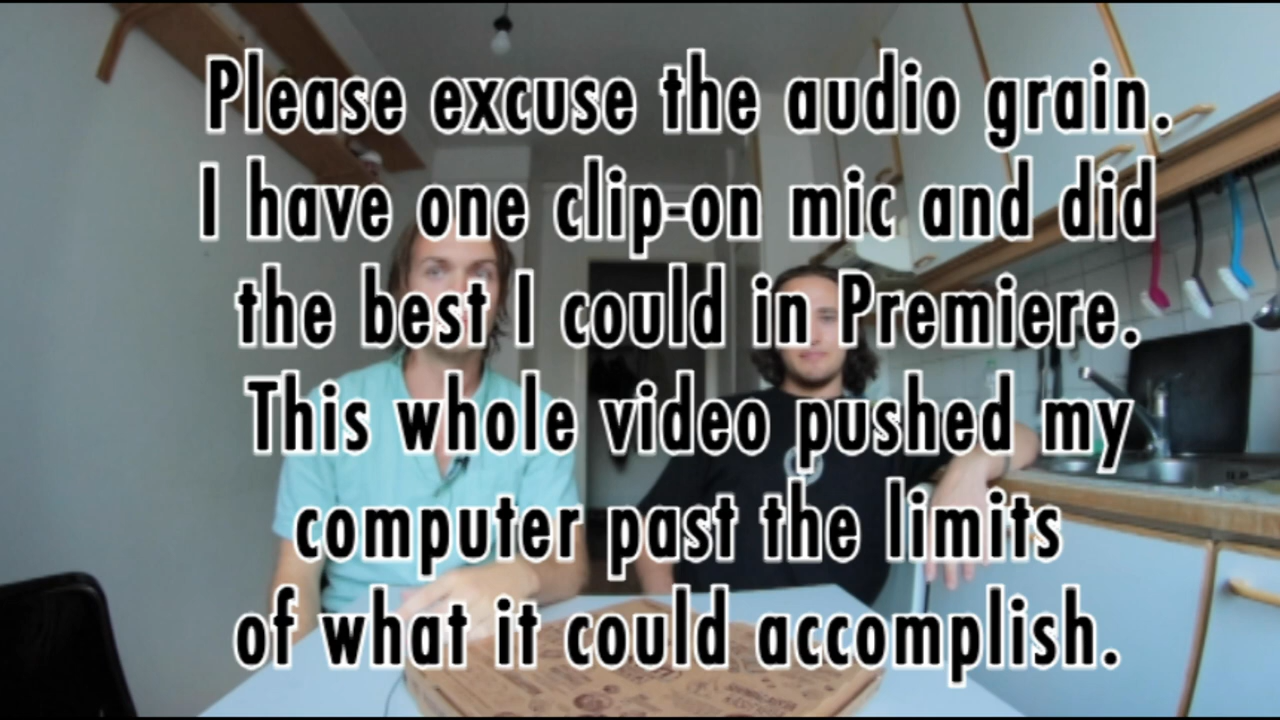 Please excuse the audio grain.
I have one clip-on mic and did
the best I could in Premiere.
This whole video pushed my
computer past the limits
of what it could accomplish.